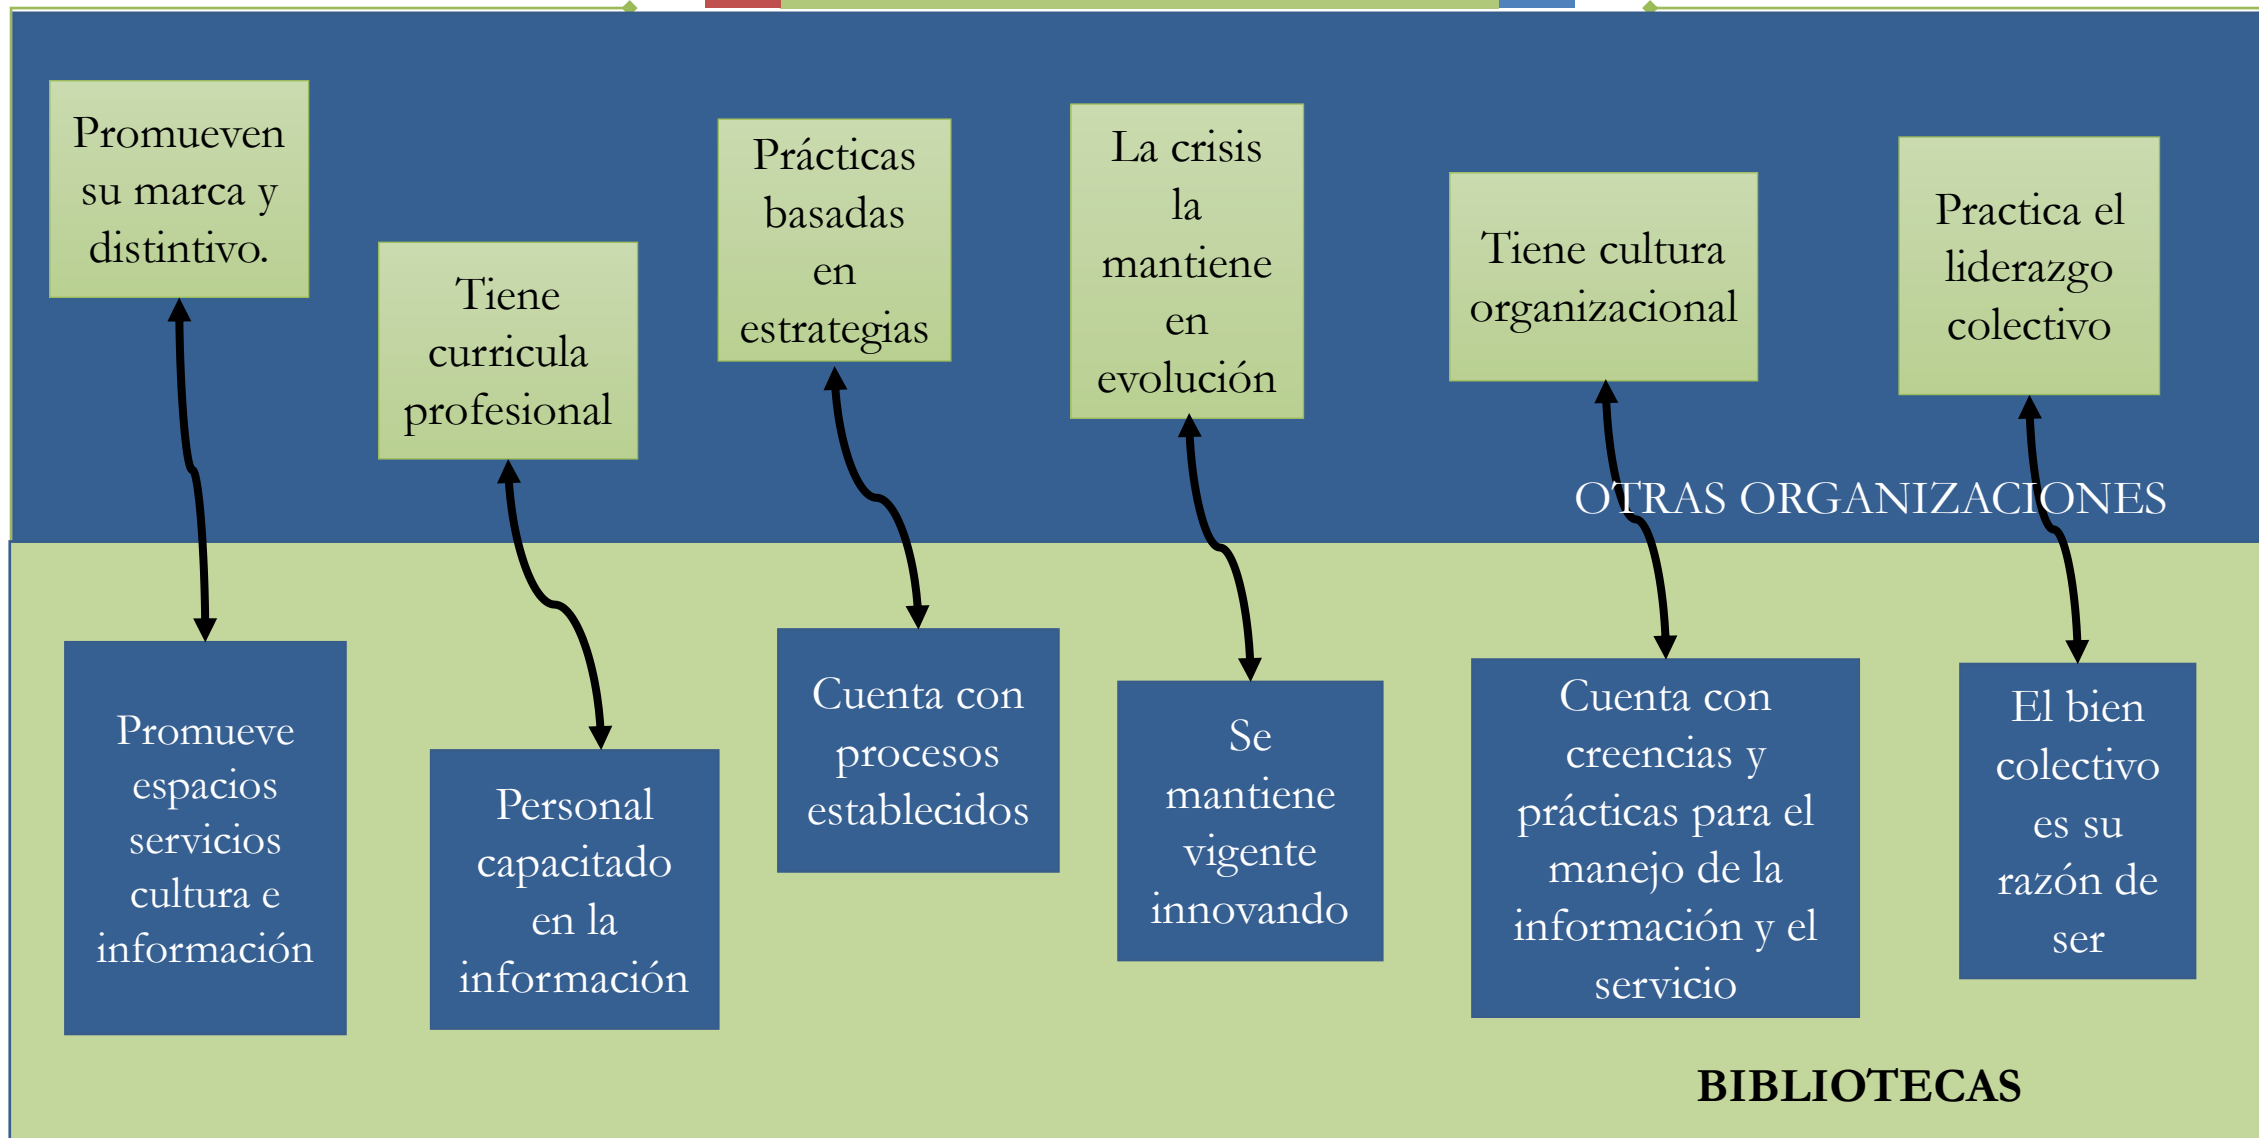 Promueven
su marca y
distintivo.
Tiene
curricula
profesional
Prácticas
basadas
en
estrategias
La crisis
la
mantiene
en
evolución
Tiene cultura
organizacional
Practica el
liderazgo
colectivo
OTRAS ORGANIZACIONES
Promueve
espacios
servicios
cultura e
información
Personal
capacitado
en la
información
Cuenta con
procesos
establecidos
Se
mantiene
vigente
innovando
Cuenta con
creencias y
prácticas para el
manejo de la
información y el
servicio
El bien
colectivo
es su
razón de
ser
BIBLIOTECAS